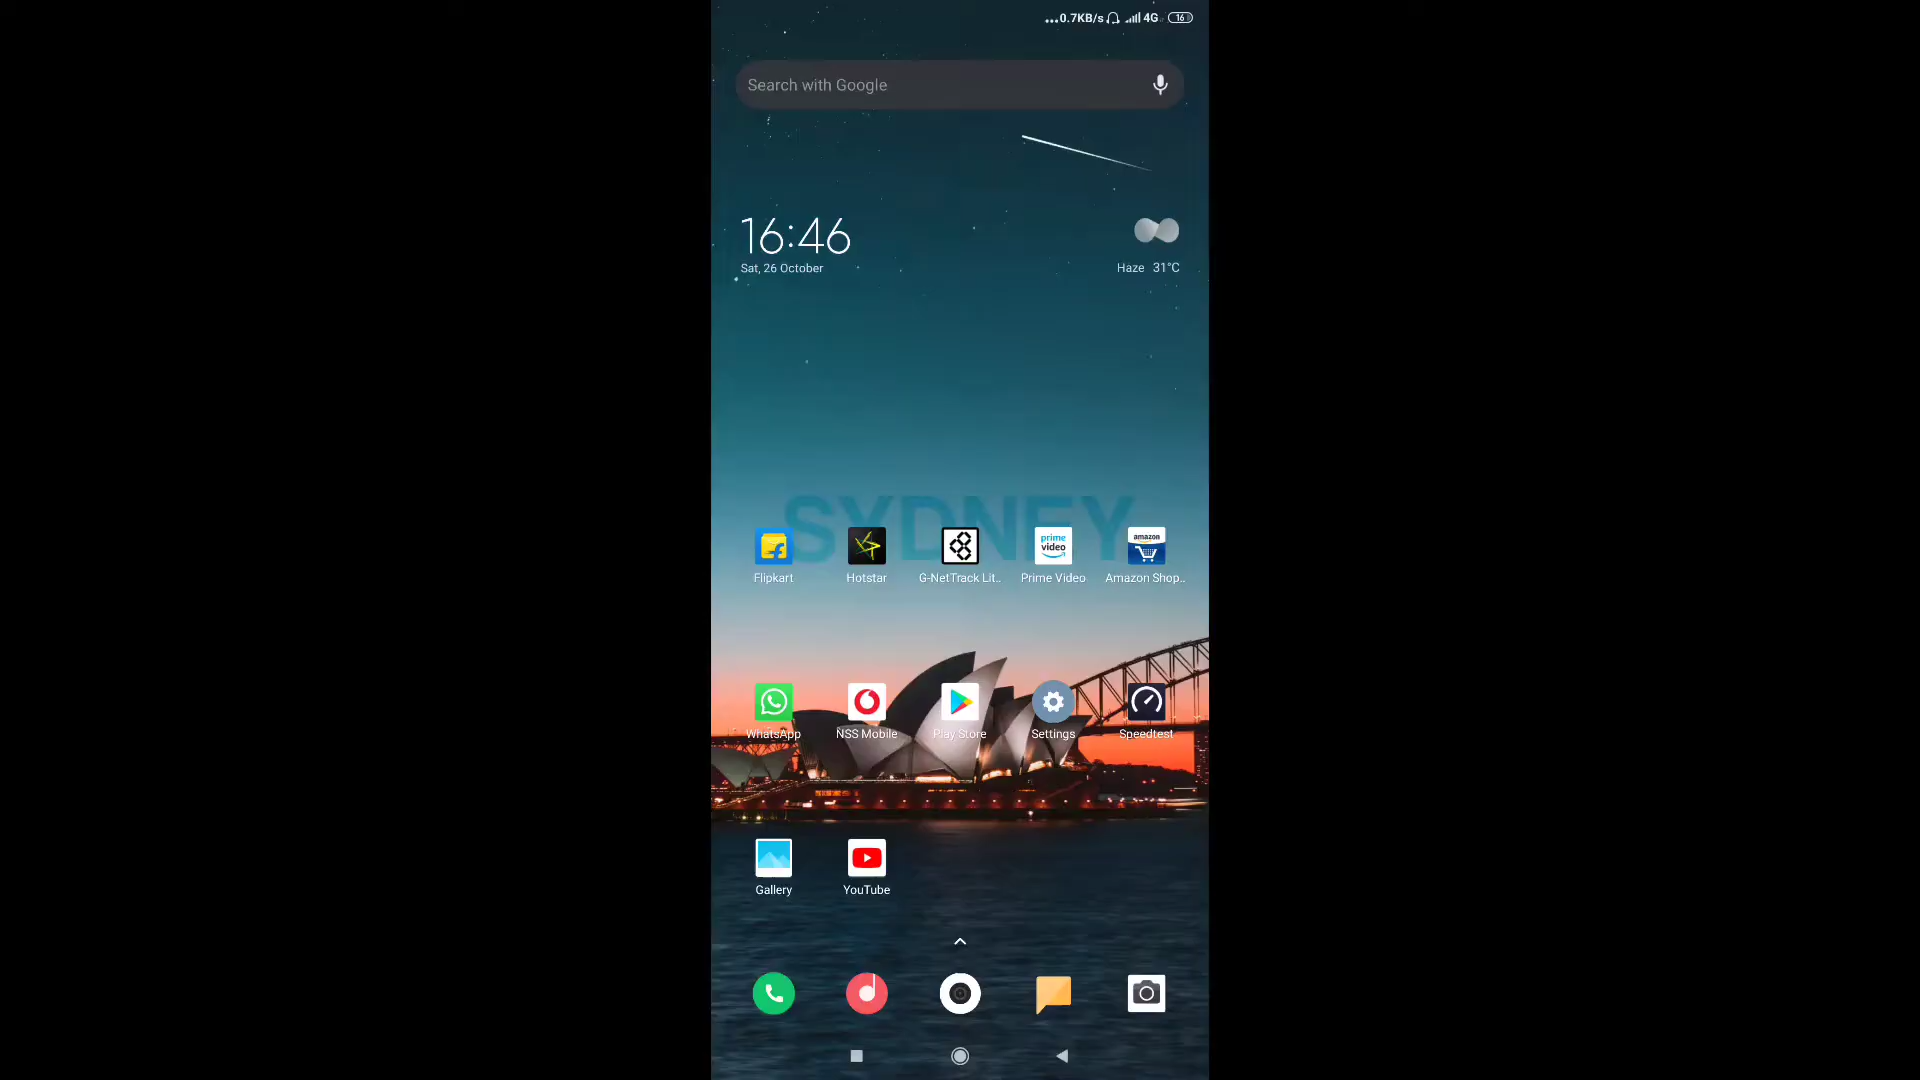 ...0.7KB/s 4G 16
Search with Google
16:46
Sat, 26 October
Haze 31°C
SYDNEY
prime video
amazon
Flipkart Hotstar G-NetTrack Lit.. Prime Video Amazon Shop..
WhatsApp NSS Mobile Play Store Settings Speedtest
Gallery YouTube